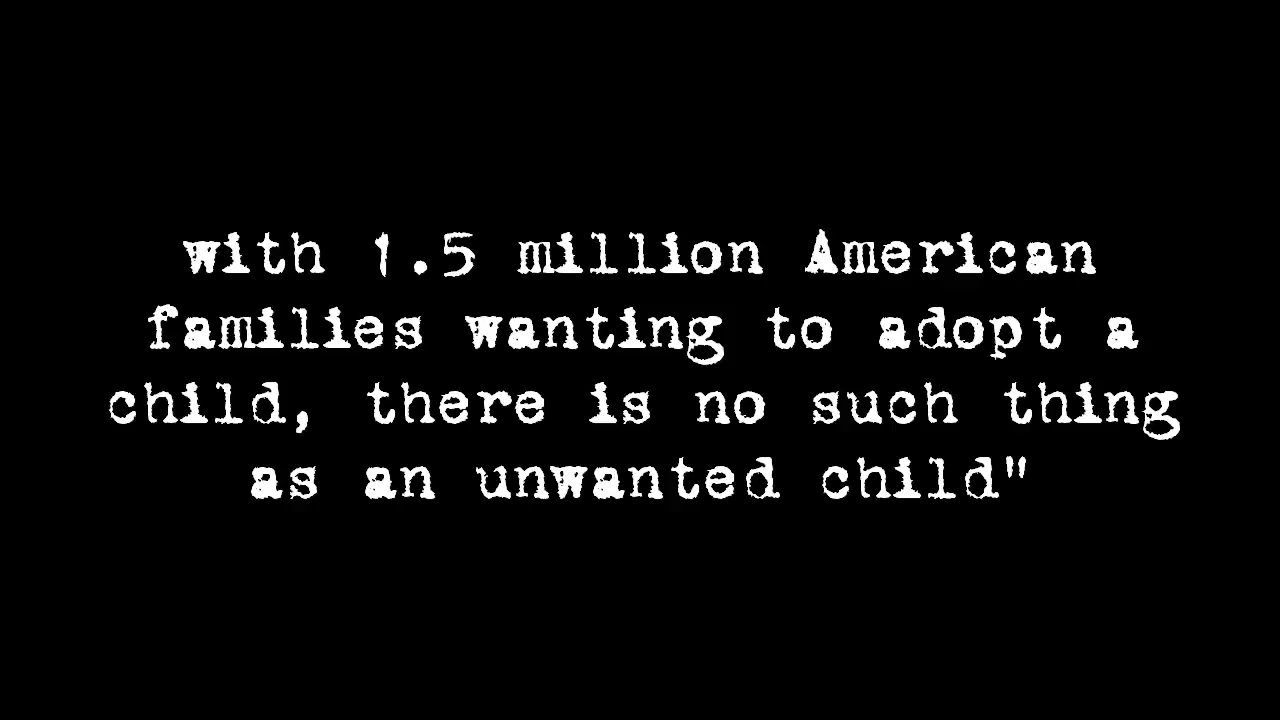 with 1.5 million American
families wanting to adopt a
child, there is no such thing
as an unwanted child"